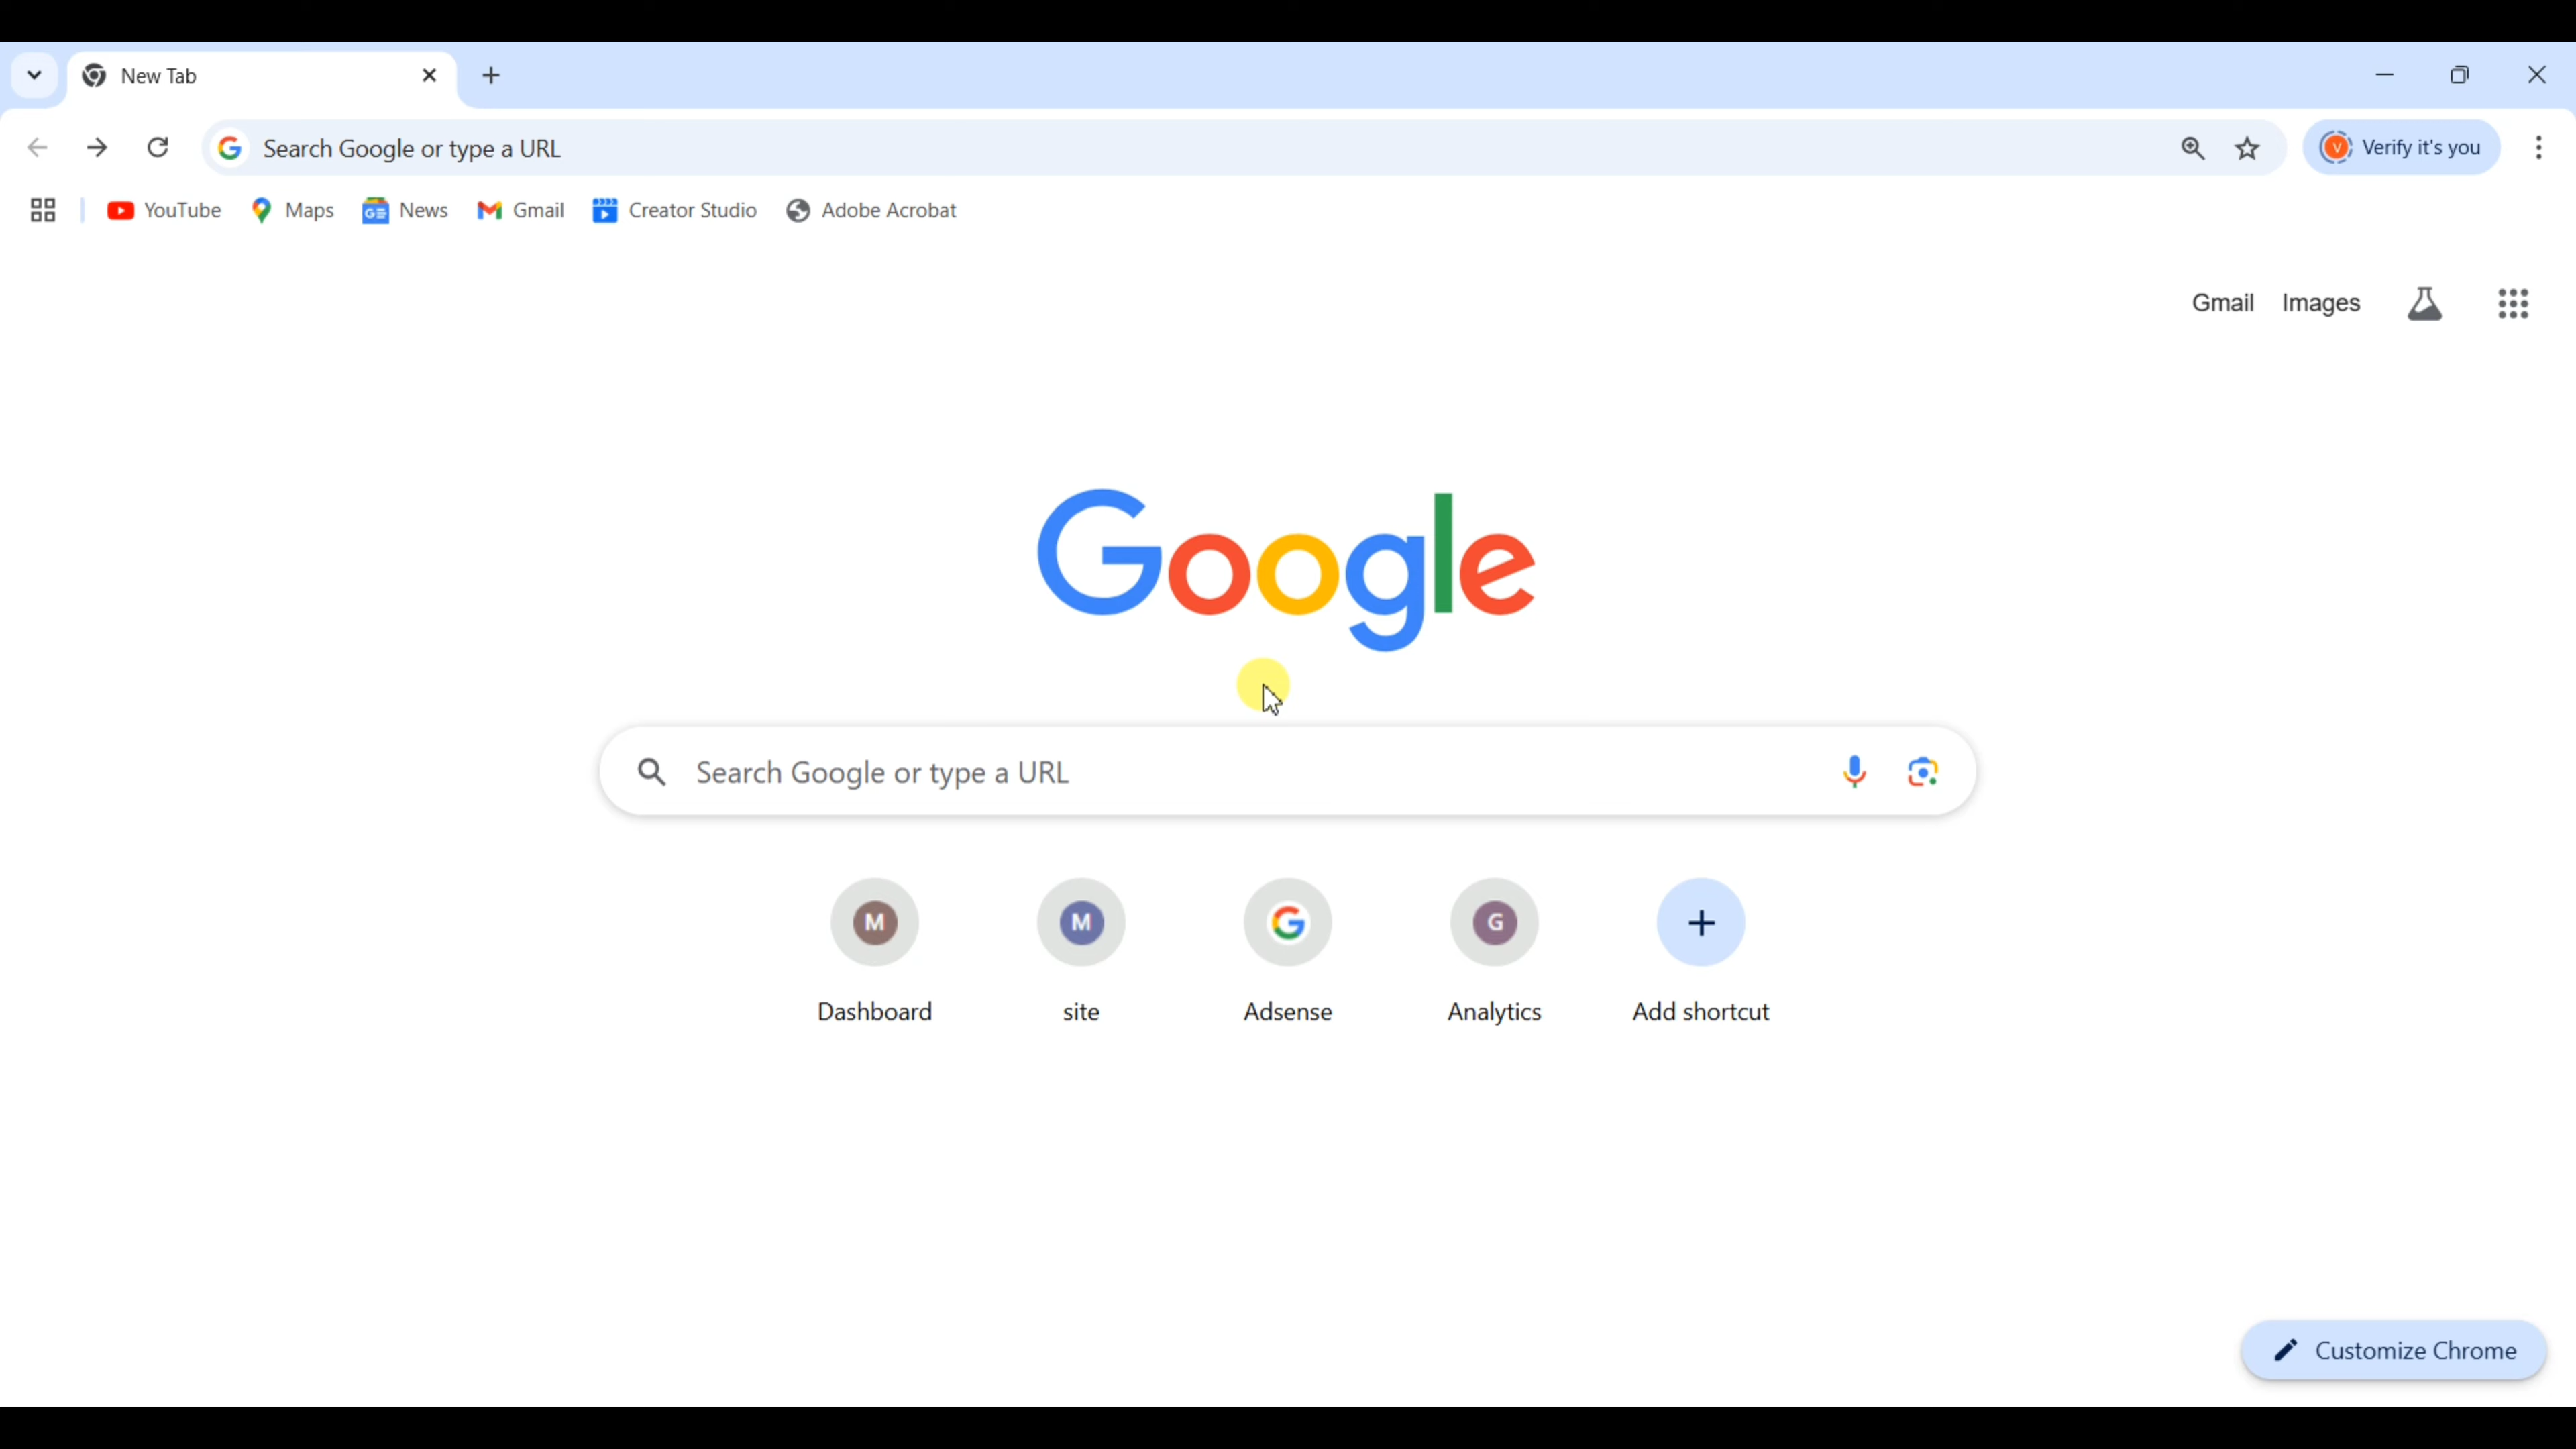 New Tab
Search Google or type a URL
Verify it's you
YouTube Maps News Gmail Creator Studio Adobe Acrobat
Gmail Images
Google
Search Google or type a URL
M M G G
Dashboard site Adsense Analytics Add shortcut
Customize Chrome